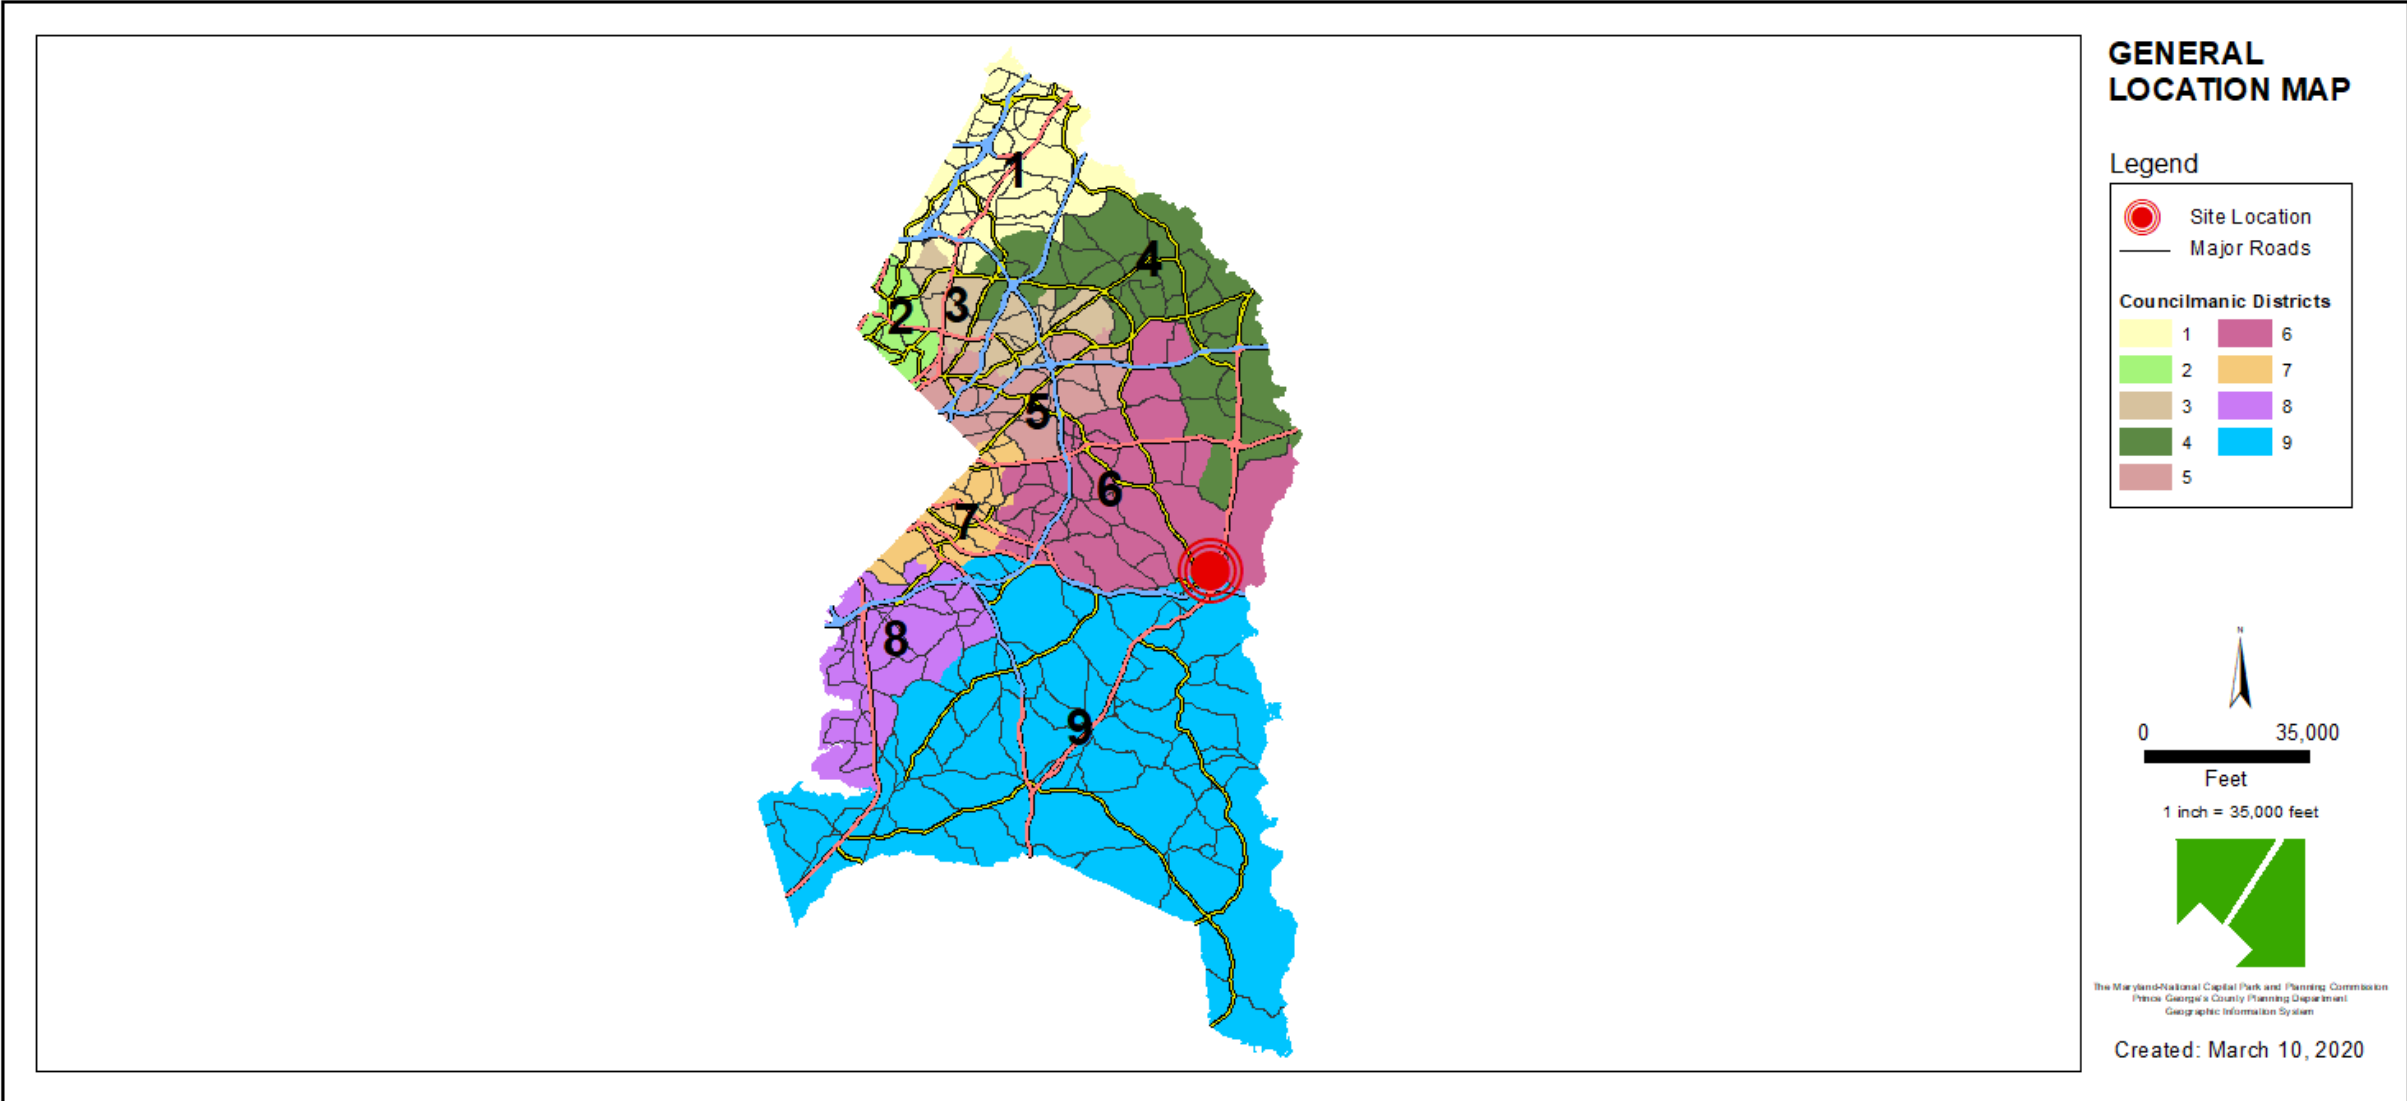 GENERAL
LOCATION MAP
Legend
Site Location
Major Roads
Councilmanic Districts
1 6
2 7
3 8
4 9
5
1
4
2
3
5
6
7
8
9
N
0 35,000
Feet
1 inch = 35,000 feet
The Maryland-National Capital Park and Planning Commission
Prince George's County Planning Department
Geographic Information System
Created: March 10, 2020